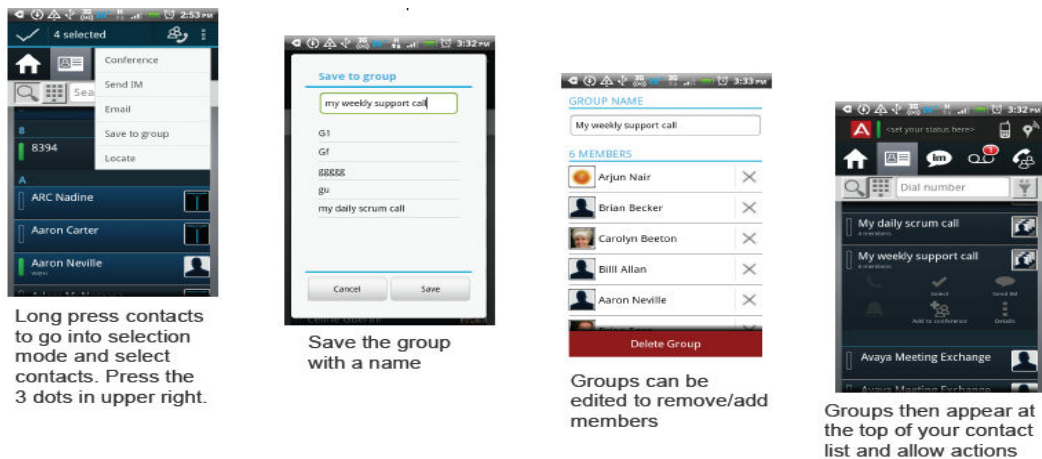 2:53 PM
4 selected
Conference
Send IM
Sea
Email
8
Save to group
8394
Locate
A
ARC Nadine
Aaron Carter
Aaron Neville
Long press contacts
to go into selection
mode and select
contacts. Press the
3 dots in upper right.
3:32 PM
Save to group
my weekly support call
G1
Gf
ggggg
gu
my daily scrum call
Cancel
Save
Save the group
with a name
3:33 PM
GROUP NAME
My weekly support call
6 MEMBERS
Arjun Nair
Brian Becker
Carolyn Beeton
Billl Allan
Aaron Neville
Delete Group
Groups can be
edited to remove/add
members
3:32 PM
<set your status here>
im
1
Dial number
My daily scrum call
4 members
My weekly support call
6 members
Select
Send IM
Add to conference
Details
Avaya Meeting Exchange
Avaya Meeting Exchange
Groups then appear at
the top of your contact
list and allow actions